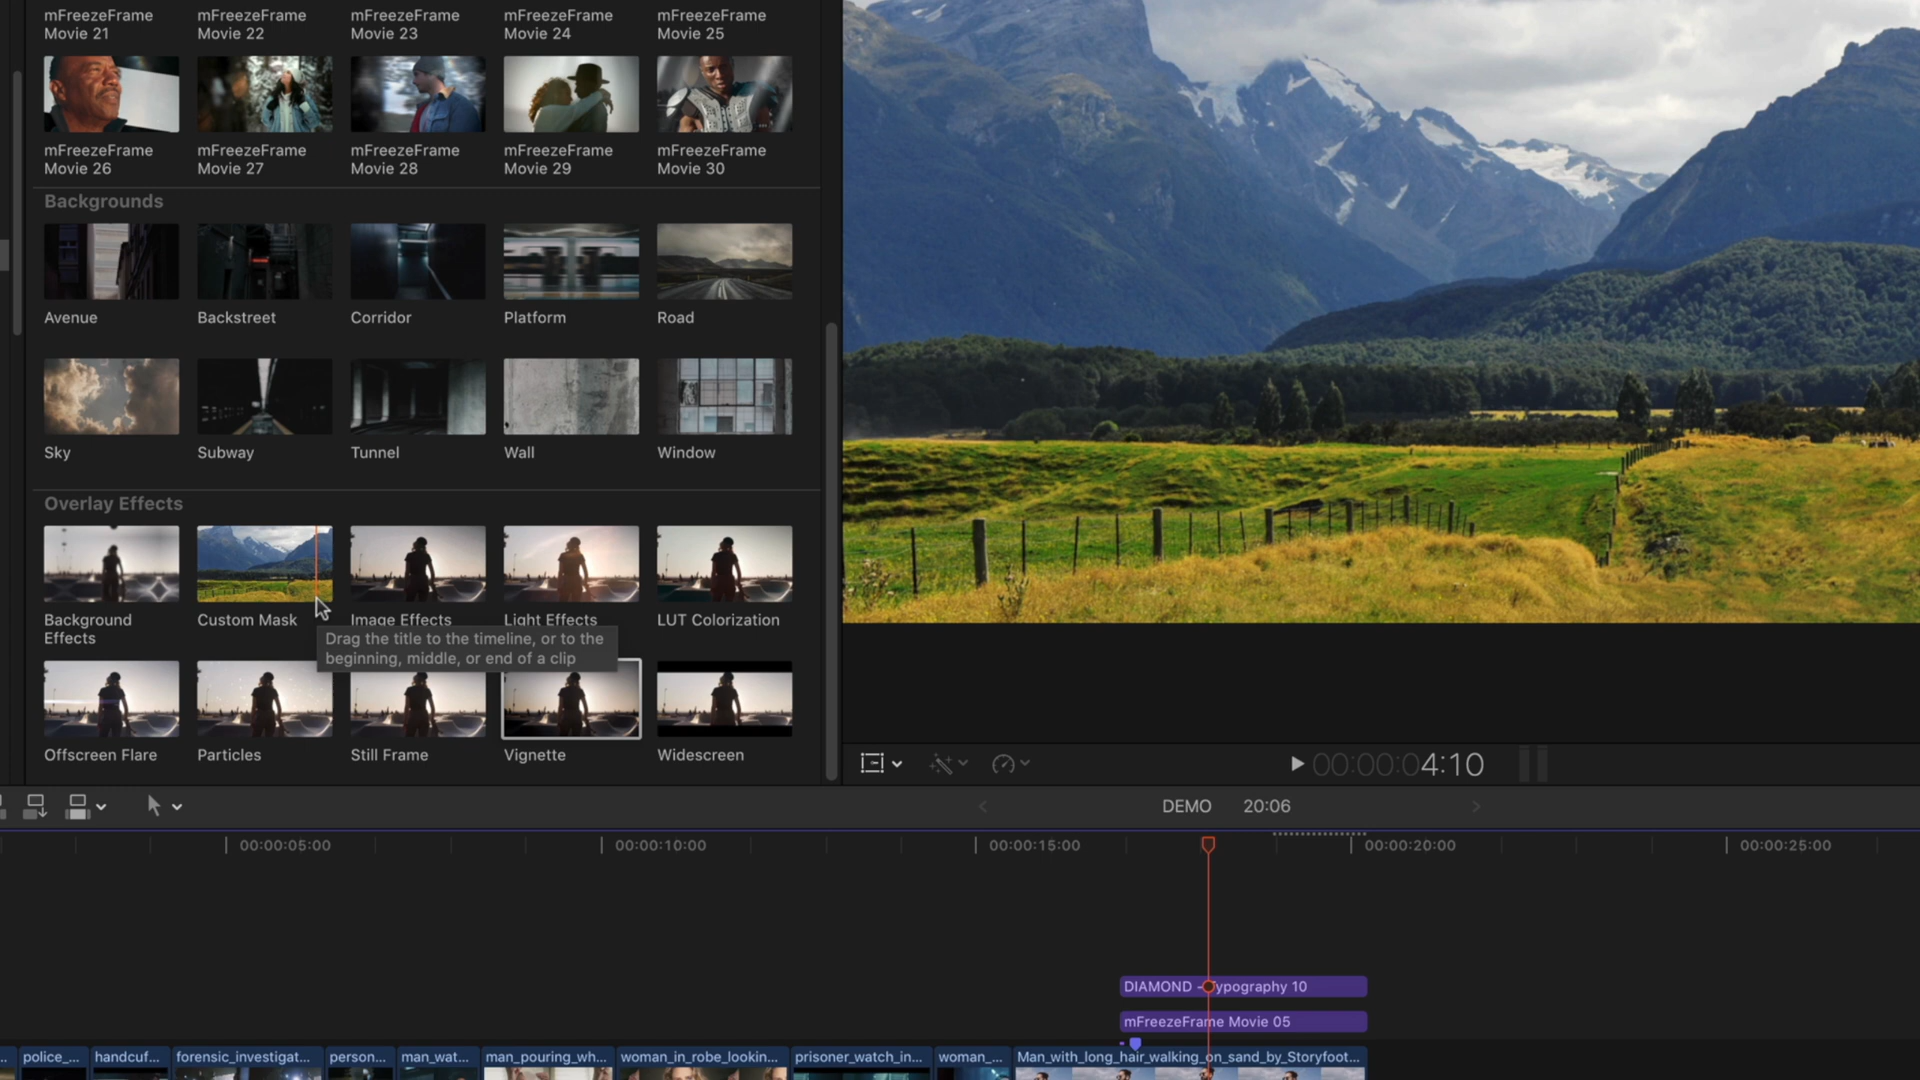 mFreezeFrame Movie 21
mFreezeFrame Movie 22
mFreezeFrame Movie 23
mFreezeFrame Movie 24
mFreezeFrame Movie 25
mFreezeFrame Movie 26
mFreezeFrame Movie 27
mFreezeFrame Movie 28
mFreezeFrame Movie 29
mFreezeFrame Movie 30
Backgrounds
Avenue
Backstreet
Corridor
Platform
Road
Sky
Subway
Tunnel
Wall
Window
Overlay Effects
Background Effects
Custom Mask
Image Effects
Light Effects
LUT Colorization
Drag the title to the timeline, or to the
beginning, middle, or end of a clip
Offscreen Flare
Particles
Still Frame
Vignette
Widescreen
00:00:04:10
DEMO 20:06
00:00:05:00
00:00:10:00
00:00:15:00
00:00:20:00
00:00:25:00
DIAMOND - Typography 10
mFreezeFrame Movie 05
police_...
handcuf...
forensic_investigat...
person...
man_wat...
man_pouring_wh...
woman_in_robe_lookin...
prisoner_watch_in...
woman_...
Man_with_long_hair_walking_on_sand_by_Storyfoot...